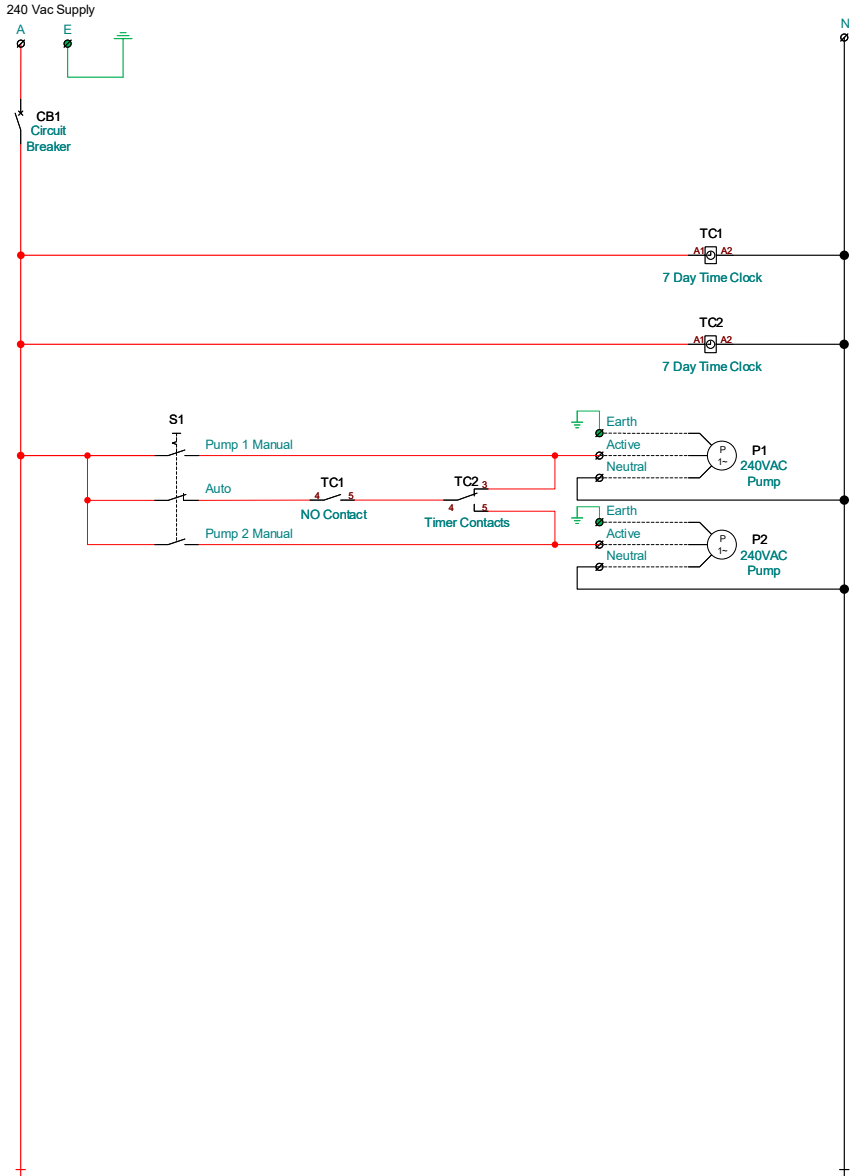 240 Vac Supply
A
E
N
CB1
Circuit
Breaker
TC1
A1 A2
7 Day Time Clock
TC2
A1 A2
7 Day Time Clock
S1
Pump 1 Manual
Earth
Active
Neutral
P
1~
P1
240VAC
Pump
Auto
TC1
4 5
NO Contact
TC2
3
4 5
Timer Contacts
Pump 2 Manual
Earth
Active
Neutral
P
1~
P2
240VAC
Pump